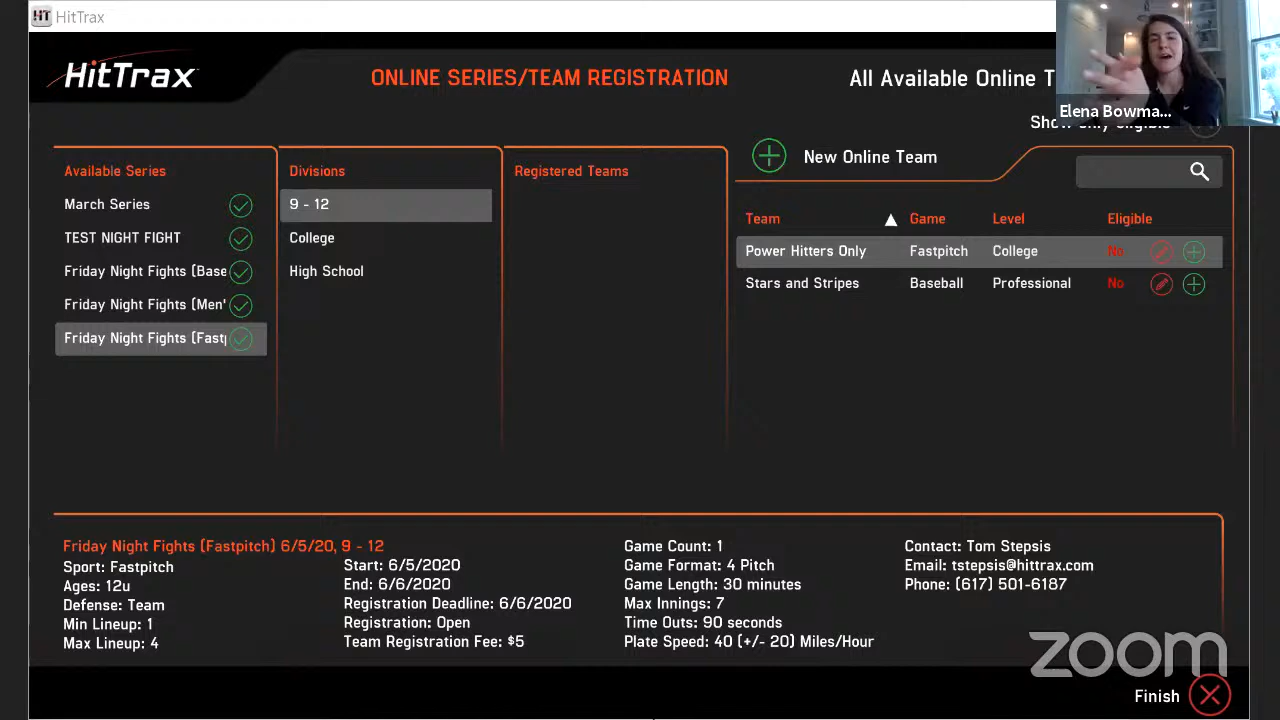 HT HitTrax
HitTrax
ONLINE SERIES/TEAM REGISTRATION
All Available Online T
Elena Bowma...
Show Only Eligible
New Online Team
Available Series
March Series
TEST NIGHT FIGHT
Friday Night Fights (Base
Friday Night Fights (Men'
Friday Night Fights (Fastp
Divisions
9 - 12
College
High School
Registered Teams
Team Game Level Eligible
Power Hitters Only Fastpitch College No
Stars and Stripes Baseball Professional No
Friday Night Fights (Fastpitch) 6/5/20, 9 - 12
Sport: Fastpitch
Ages: 12u
Defense: Team
Min Lineup: 1
Max Lineup: 4
Start: 6/5/2020
End: 6/6/2020
Registration Deadline: 6/6/2020
Registration: Open
Team Registration Fee: $5
Game Count: 1
Game Format: 4 Pitch
Game Length: 30 minutes
Max Innings: 7
Time Outs: 90 seconds
Plate Speed: 40 (+/- 20) Miles/Hour
Contact: Tom Stepsis
Email: tstepsis@hittrax.com
Phone: (617) 501-6187
zoom
Finish